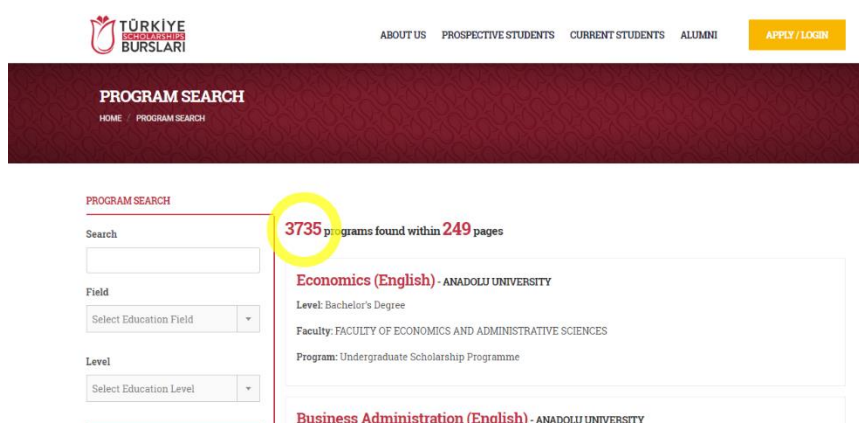 TÜRKİYE
SCHOLARSHIPS
BURSLARI
ABOUT US PROSPECTIVE STUDENTS CURRENT STUDENTS ALUMNI APPLY / LOGIN
PROGRAM SEARCH
HOME / PROGRAM SEARCH
PROGRAM SEARCH
Search
3735 programs found within 249 pages
Field
Select Education Field
Level
Select Education Level
Economics (English) - ANADOLU UNIVERSITY
Level: Bachelor's Degree
Faculty: FACULTY OF ECONOMICS AND ADMINISTRATIVE SCIENCES
Program: Undergraduate Scholarship Programme
Business Administration (English) - ANADOLU UNIVERSITY